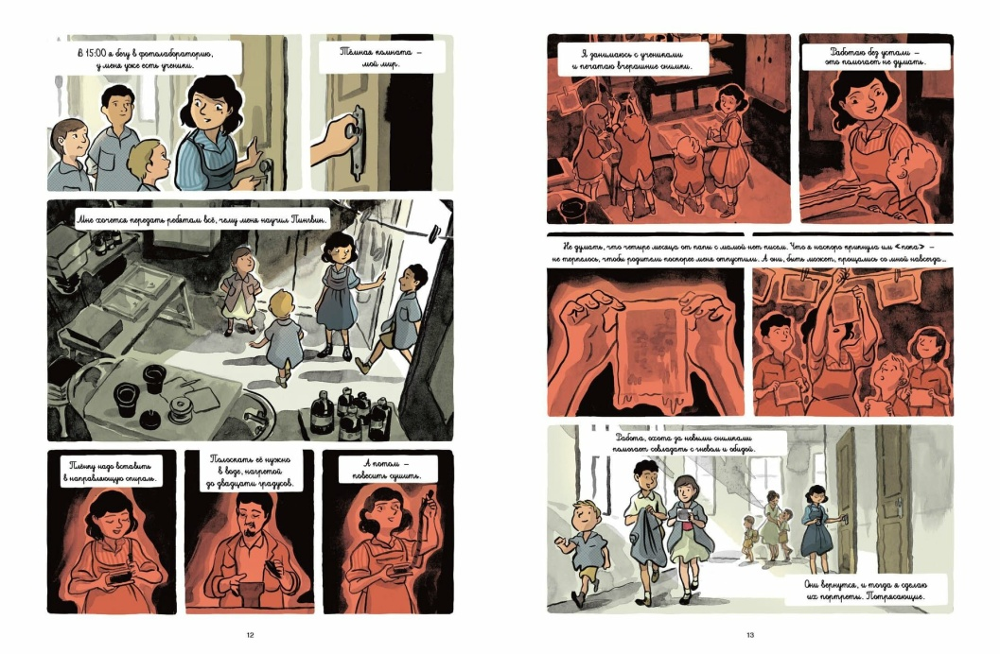 В 15:00 я бегу в фотолабораторию,
у меня уже есть ученики.
Тёмная комната –
мой мир.
Мне хочется передать ребятам всё, чему меня научил Пингвин.
Плёнку надо вставить
в направляющую спираль.
Полоскать её нужно
в воде, нагретой
до двадцати градусов.
А потом –
повесить сушить.
12
Я занимаюсь с учениками
и печатаю вчерашние снимки.
Работаю без устали –
это помогает не думать.
Не думать, что четыре месяца от папы с мамой нет писем. Что я наскоро крикнула им «пока» –
не терпелось, чтобы родители поскорее меня отпустили. А они, быть может, прощались со мной навсегда...
Работа, охота за новыми снимками
помогает совладать с гневом и обидой.
Они вернутся, и тогда я сделаю
их портреты. Потрясающие.
13